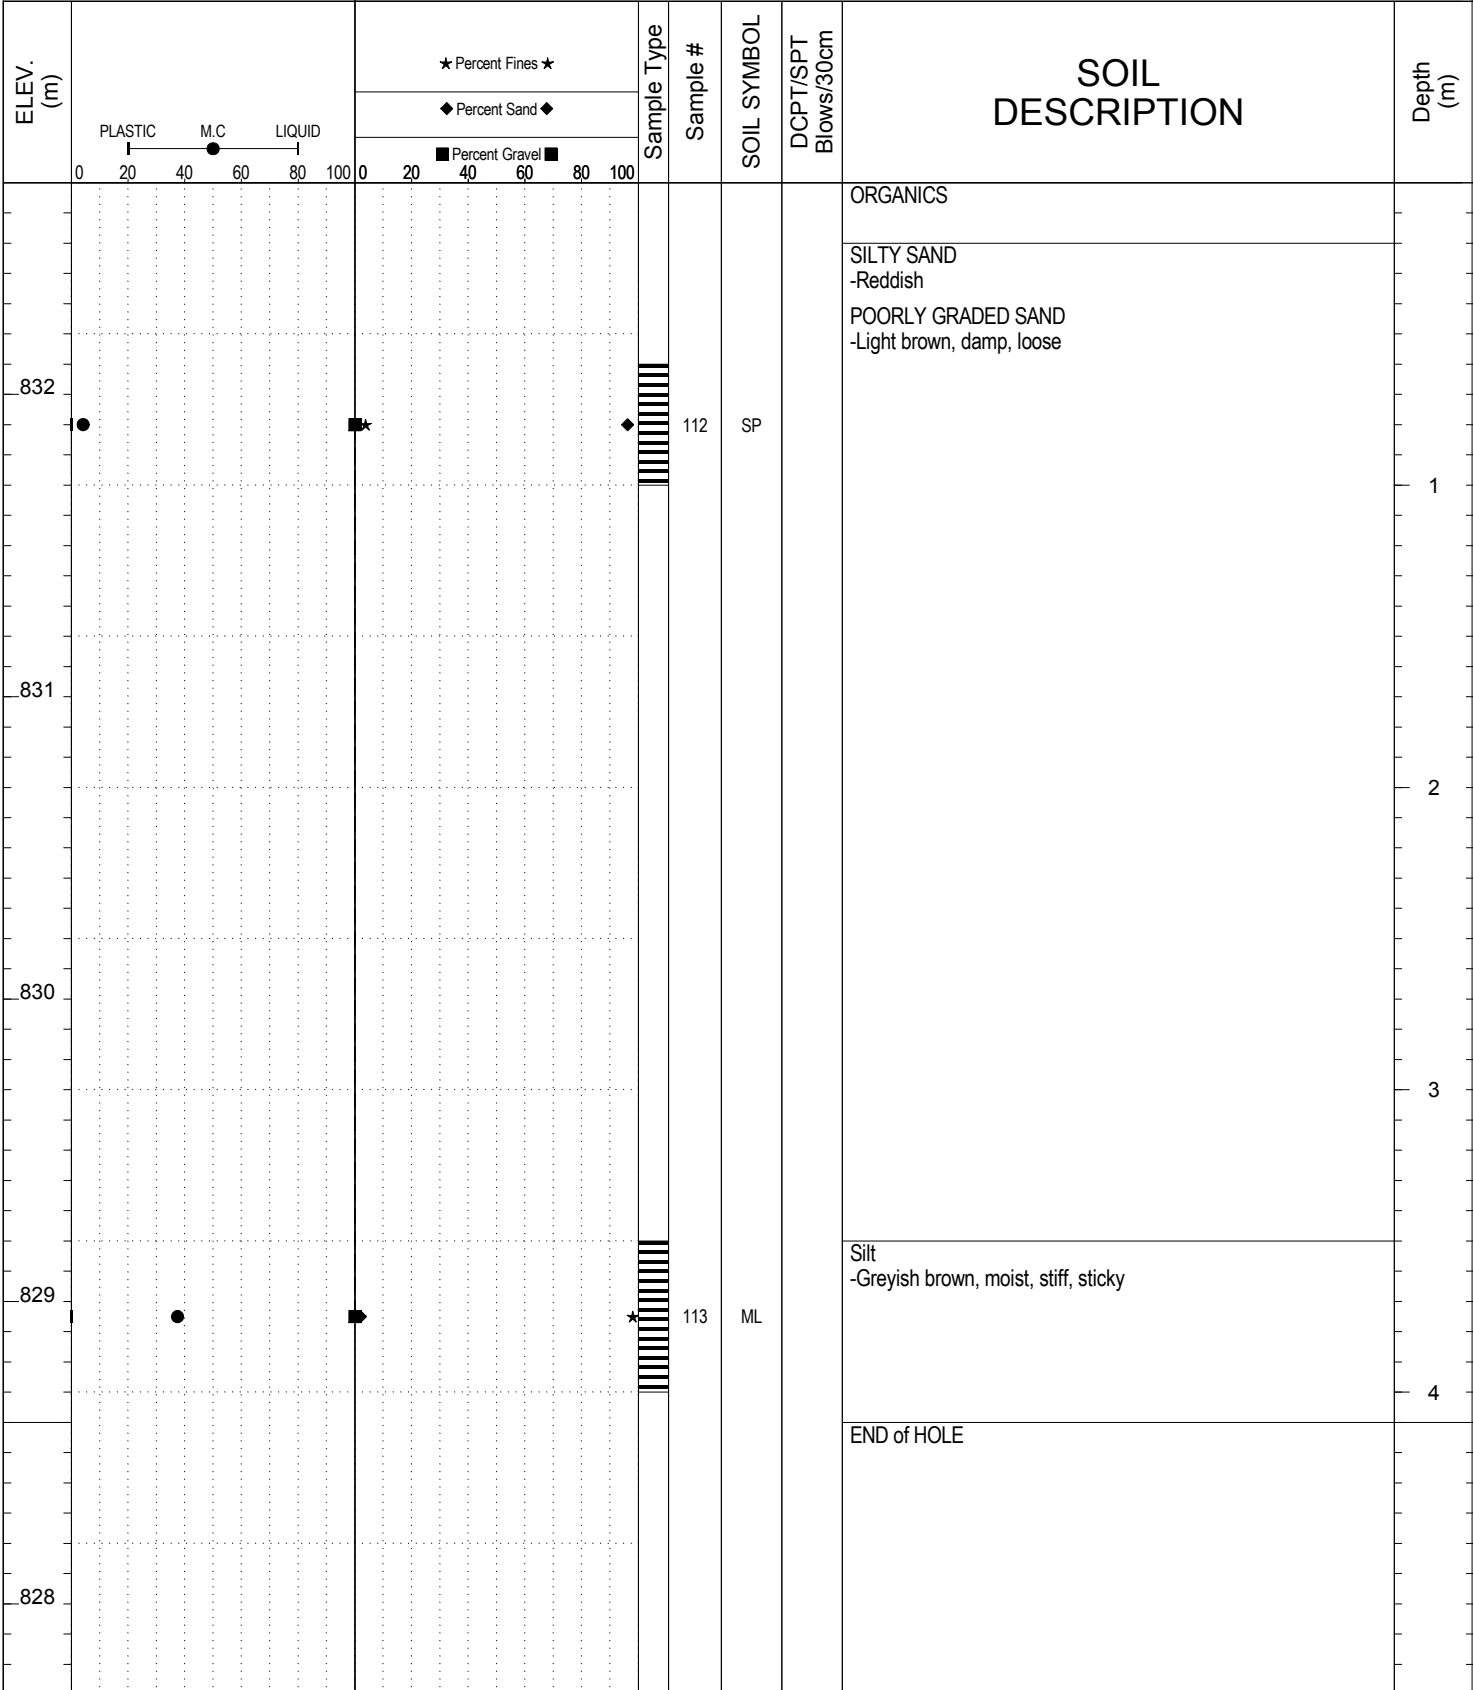 ELEV.
(m)
PLASTIC M.C LIQUID
0 20 40 60 80 100
★ Percent Fines ★
◆ Percent Sand ◆
■ Percent Gravel ■
0 20 40 60 80 100
Sample Type
Sample #
SOIL SYMBOL
DCPT/SPT
Blows/30cm
SOIL
DESCRIPTION
Depth
(m)
ORGANICS
SILTY SAND
-Reddish
POORLY GRADED SAND
-Light brown, damp, loose
832
112 SP
1
831
2
830
3
Silt
-Greyish brown, moist, stiff, sticky
829
113 ML
4
END of HOLE
828